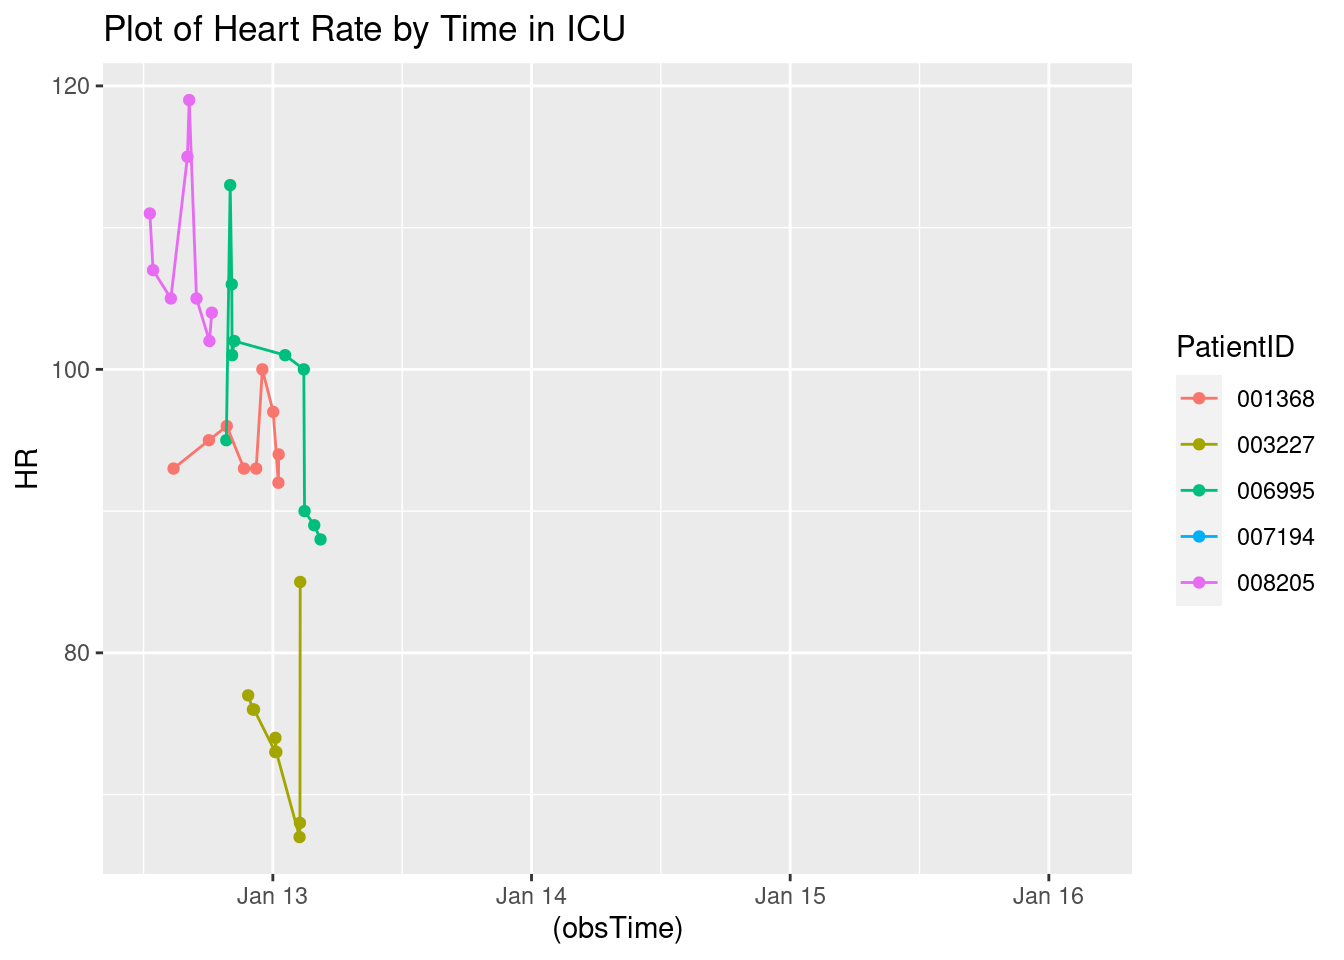 Plot of Heart Rate by Time in ICU
120
100
80
HR
Jan 13
Jan 14
Jan 15
Jan 16
(obsTime)
PatientID
001368
003227
006995
007194
008205